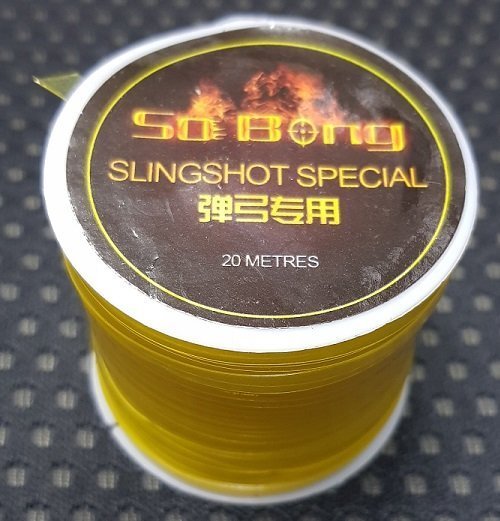 So Bong
SLINGSHOT SPECIAL
弹弓专用
20 METRES